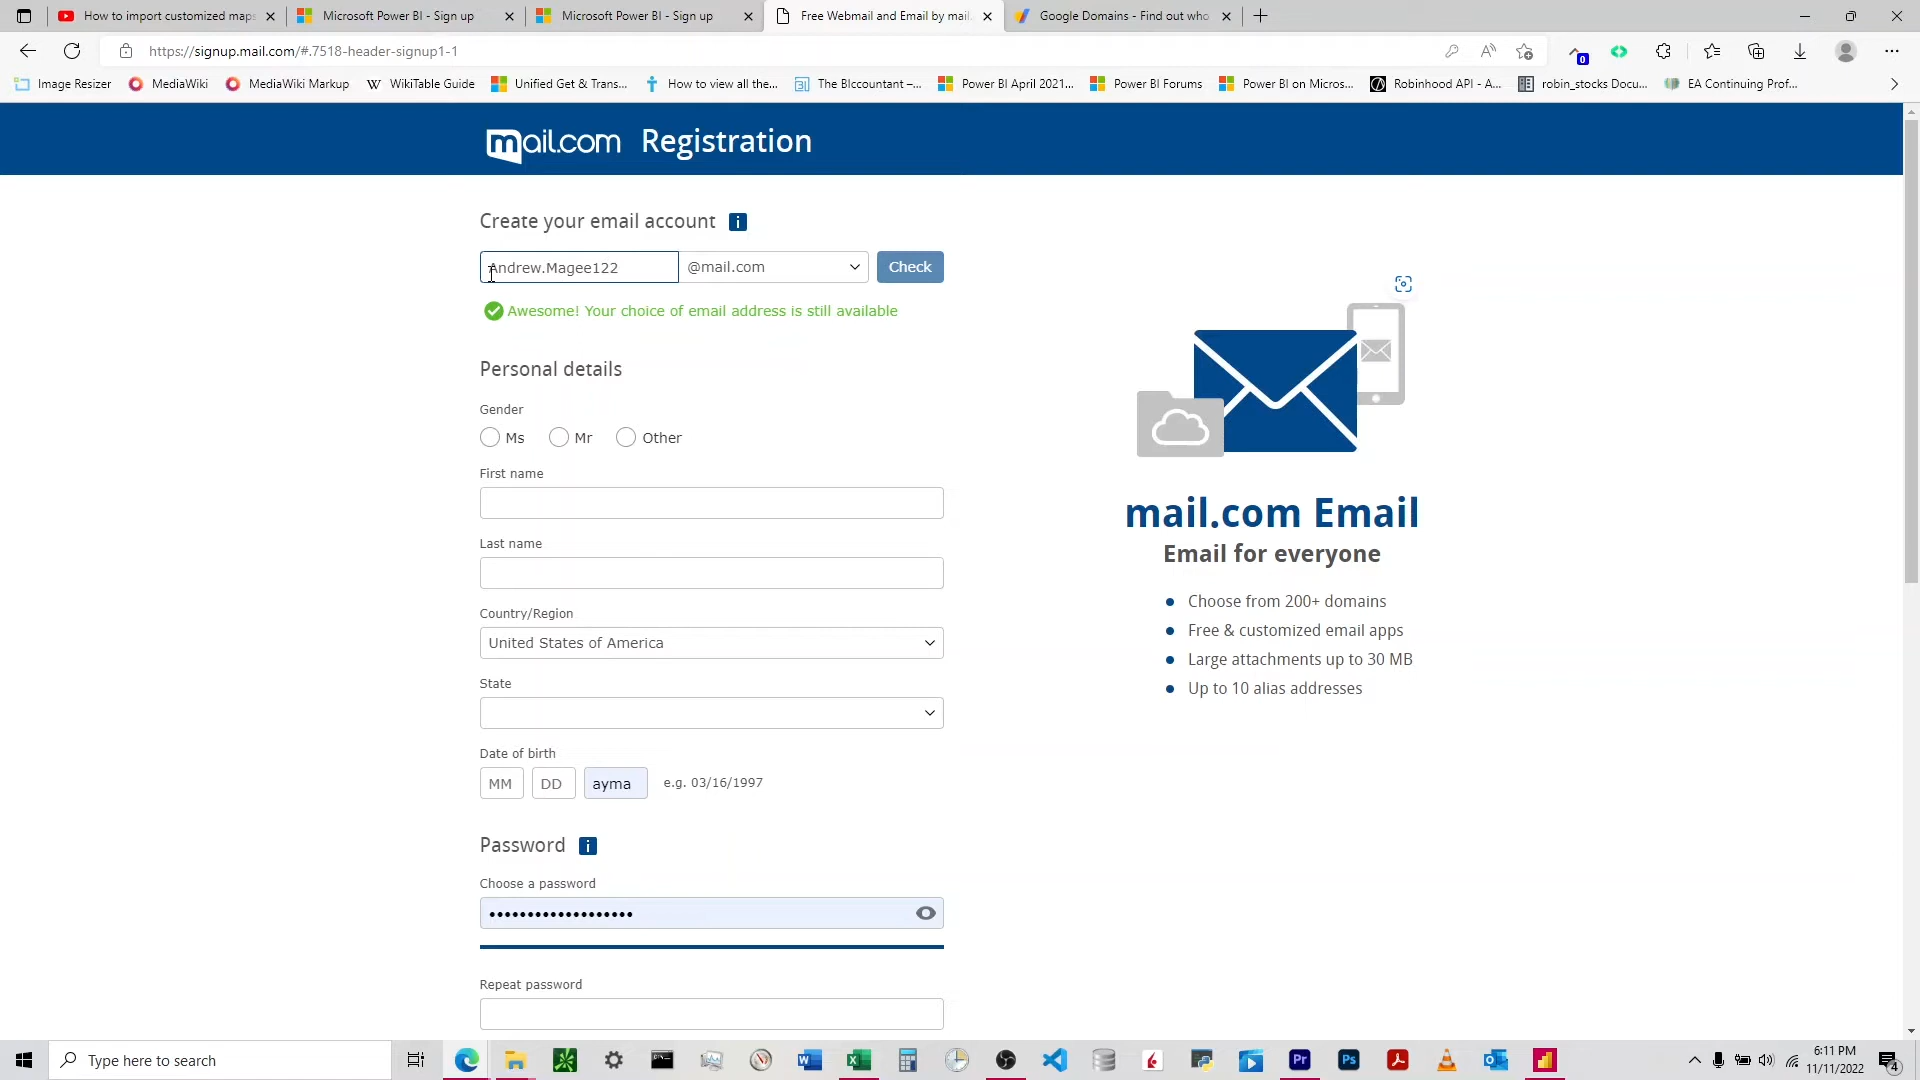 How to import customized maps
Microsoft Power BI - Sign up
Microsoft Power BI - Sign up
Free Webmail and Email by mail.
Google Domains - Find out who
https://signup.mail.com/#.7518-header-signup1-1
0
Image Resizer
MediaWiki
MediaWiki Markup
WikiTable Guide
Unified Get & Trans...
How to view all the...
The BIccountant –...
Power BI April 2021...
Power BI Forums
Power BI on Micros...
Robinhood API - A...
robin_stocks Docu...
EA Continuing Prof...
mail.com Registration
Create your email account i
Andrew.Magee122 @mail.com Check
Awesome! Your choice of email address is still available
Personal details
Gender
Ms Mr Other
First name
Last name
Country/Region
United States of America
State
Date of birth
MM DD ayma e.g. 03/16/1997
Password i
Choose a password
•••••••••••••••••••
Repeat password
mail.com Email
Email for everyone
• Choose from 200+ domains
• Free & customized email apps
• Large attachments up to 30 MB
• Up to 10 alias addresses
Type here to search
6:11 PM
11/11/2022
4